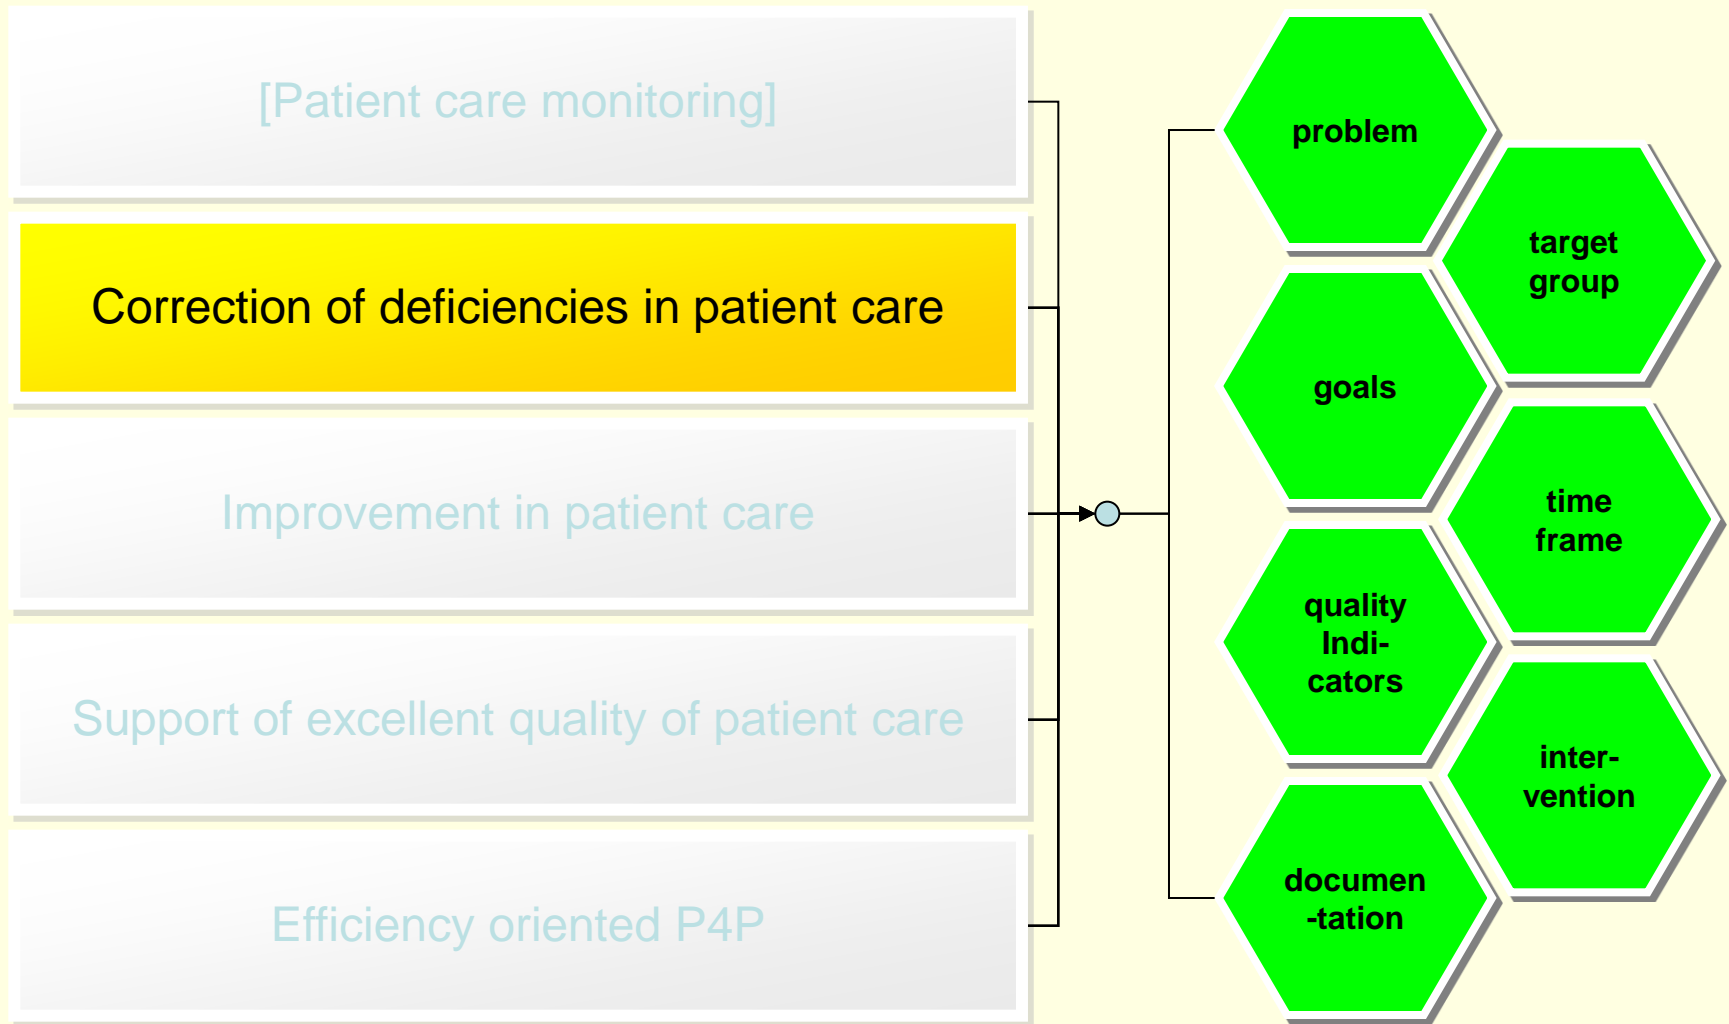 [Patient care monitoring]
Correction of deficiencies in patient care
Improvement in patient care
Support of excellent quality of patient care
Efficiency oriented P4P
problem
target
group
goals
time
frame
quality
Indi-
cators
inter-
vention
documen
-tation